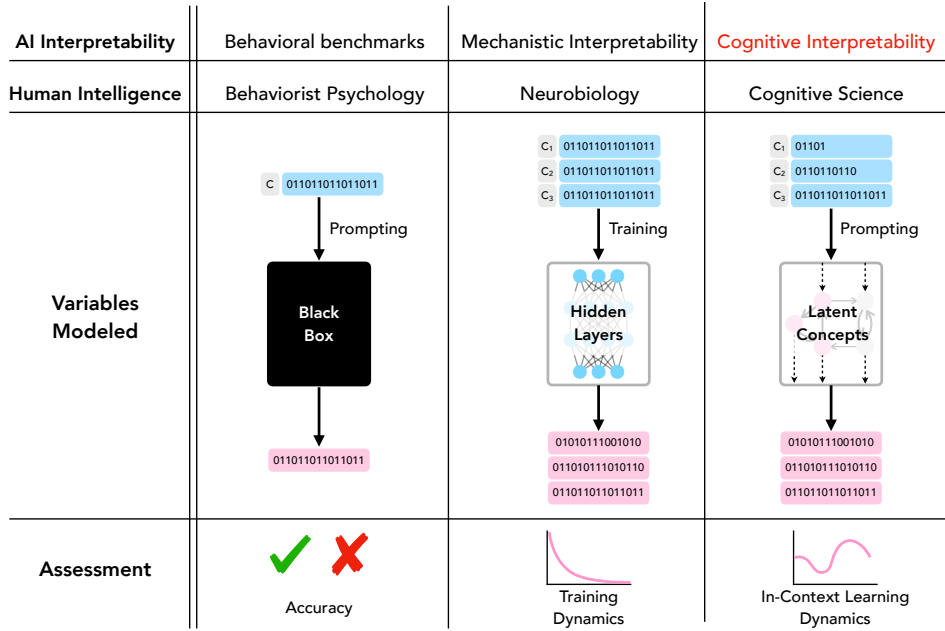 AI Interpretability
Behavioral benchmarks
Mechanistic Interpretability
Cognitive Interpretability
Human Intelligence
Behaviorist Psychology
Neurobiology
Cognitive Science
Variables
Modeled
C 011011011011011
Prompting
Black
Box
011011011011011
C₁ 011011011011011
C₂ 011011011011011
C₃ 011011011011011
Training
Hidden
Layers
01010111001010
011010111010110
011011011011011
C₁ 01101
C₂ 0110110110
C₃ 011011011011011
Prompting
Latent
Concepts
01010111001010
011010111010110
011011011011011
Assessment
Accuracy
Training
Dynamics
In-Context Learning
Dynamics